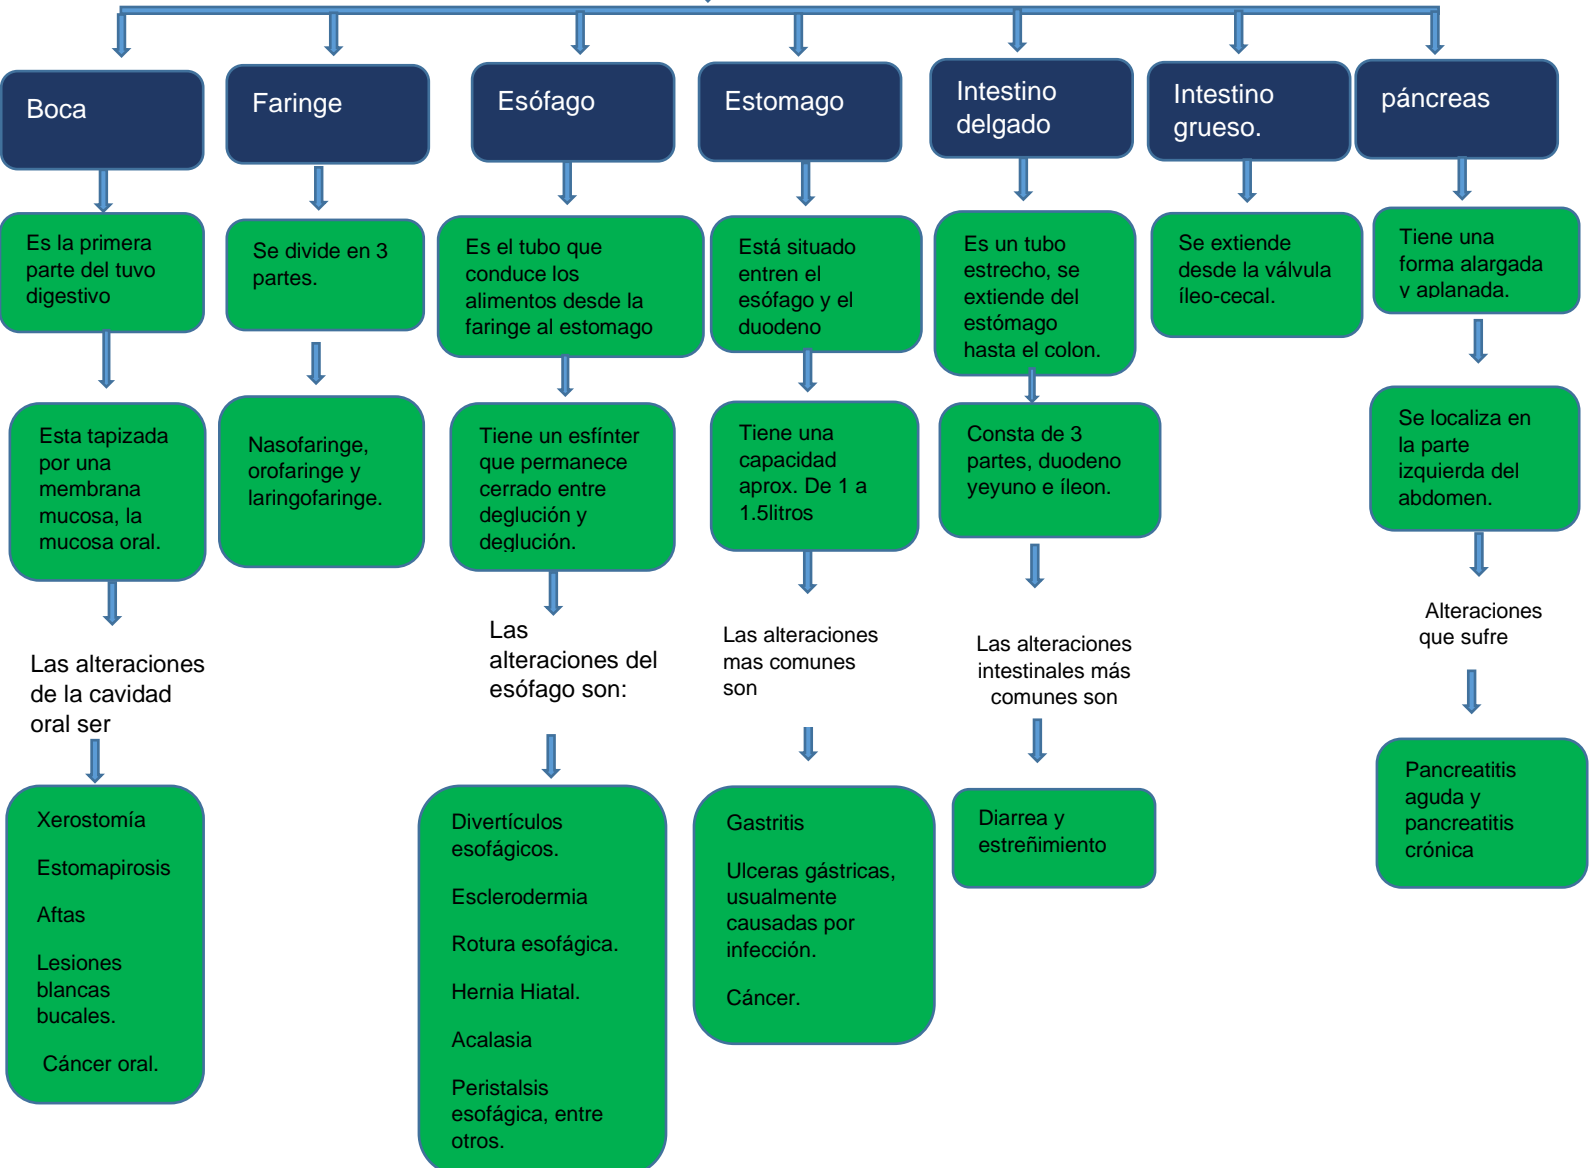 Boca
Es la primera
parte del tuvo
digestivo
Esta tapizada
por una
membrana
mucosa, la
mucosa oral.
Las alteraciones
de la cavidad
oral ser
Xerostomía
Estomapirosis
Aftas
Lesiones
blancas
bucales.
Cáncer oral.
Faringe
Se divide en 3
partes.
Nasofaringe,
orofaringe y
laringofaringe.
Esófago
Es el tubo que
conduce los
alimentos desde la
faringe al estomago
Tiene un esfínter
que permanece
cerrado entre
deglución y
deglución.
Las
alteraciones del
esófago son:
Divertículos
esofágicos.
Esclerodermia
Rotura esofágica.
Hernia Hiatal.
Acalasia
Peristalsis
esofágica, entre
otros.
Estomago
Está situado
entren el
esófago y el
duodeno
Tiene una
capacidad
aprox. De 1 a
1.5litros
Las alteraciones
mas comunes
son
Gastritis
Ulceras gástricas,
usualmente
causadas por
infección.
Cáncer.
Intestino
delgado
Es un tubo
estrecho, se
extiende del
estómago
hasta el colon.
Consta de 3
partes, duodeno
yeyuno e íleon.
Las alteraciones
intestinales más
comunes son
Diarrea y
estreñimiento
Intestino
grueso.
Se extiende
desde la válvula
íleo-cecal.
páncreas
Tiene una
forma alargada
y aplanada.
Se localiza en
la parte
izquierda del
abdomen.
Alteraciones
que sufre
Pancreatitis
aguda y
pancreatitis
crónica